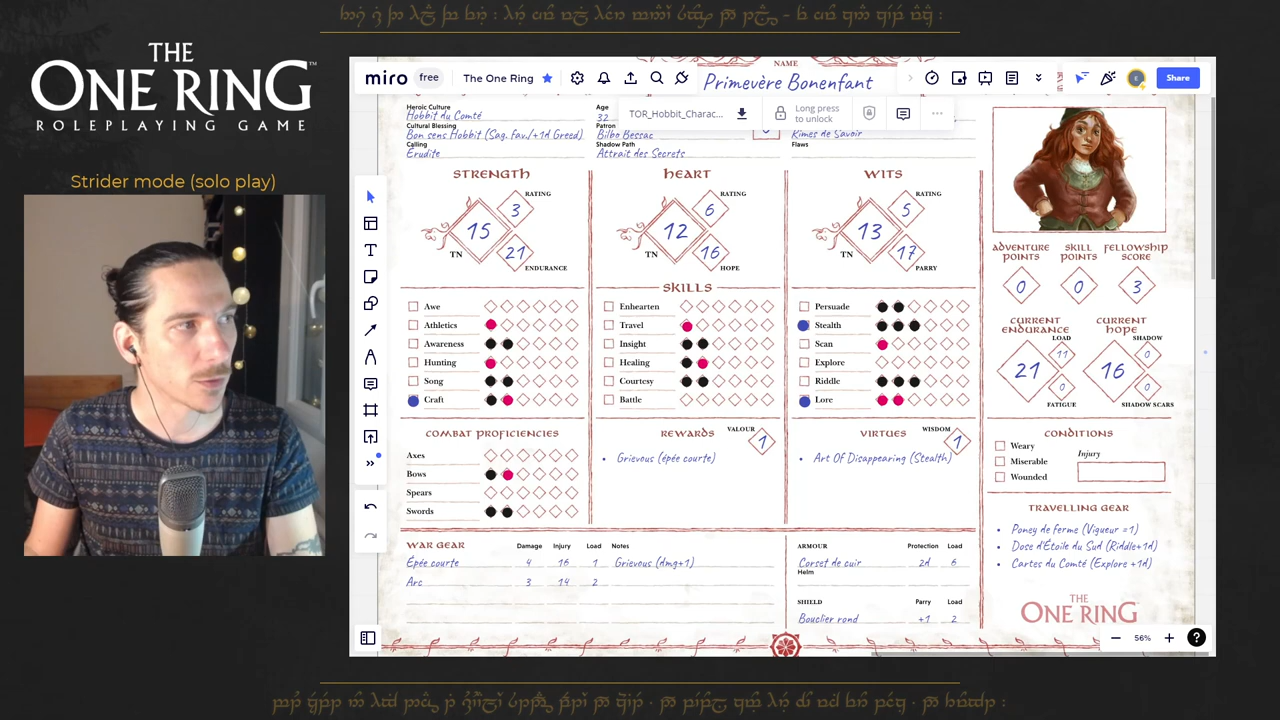 THE
ONE RING™
ROLEPLAYING GAME
Strider mode (solo play)
miro free The One Ring
NAME
Primevère Bonenfant
Share
TOR_Hobbit_Charac...
Long press to unlock
Heroic Culture
Hobbit du Comté
Age
32
Cultural Blessing
Bon sens Hobbit (Sag. Fav./+1d Greed)
Patron
Bilbo Bessac
Rimes de Savoir
Calling
Erudite
Shadow Path
Attrait des Secrets
Flaws
STRENGTH
RATING
3
15
TN
21
ENDURANCE
HEART
RATING
6
12
TN
16
HOPE
WITS
RATING
5
13
TN
17
PARRY
ADVENTURE POINTS
0
SKILL POINTS
0
FELLOWSHIP SCORE
3
SKILLS
Awe
Athletics
Awareness
Hunting
Song
Craft
Enhearten
Travel
Insight
Healing
Courtesy
Battle
Persuade
Stealth
Scan
Explore
Riddle
Lore
CURRENT ENDURANCE
LOAD
11
21
0
FATIGUE
CURRENT HOPE
SHADOW
0
16
0
SHADOW SCARS
COMBAT PROFICIENCIES
Axes
Bows
Spears
Swords
REWARDS
VALOUR
1
• Grievous (épée courte)
VIRTUES
WISDOM
1
• Art Of Disappearing (Stealth)
CONDITIONS
Weary
Miserable
Wounded
Injury
TRAVELLING GEAR
• Poney de ferme (Vigueur =1)
• Dose d'Étoile du Sud (Riddle+1d)
• Cartes du Comté (Explore +1d)
WAR GEAR Damage Injury Load Notes
Épée courte 4 16 1 Grievous (dmg+1)
Arc 3 14 2
ARMOUR Protection Load
Corset de cuir 2d 6
Helm
SHIELD Parry Load
Bouclier rond +1 2
THE
ONE RING
56%